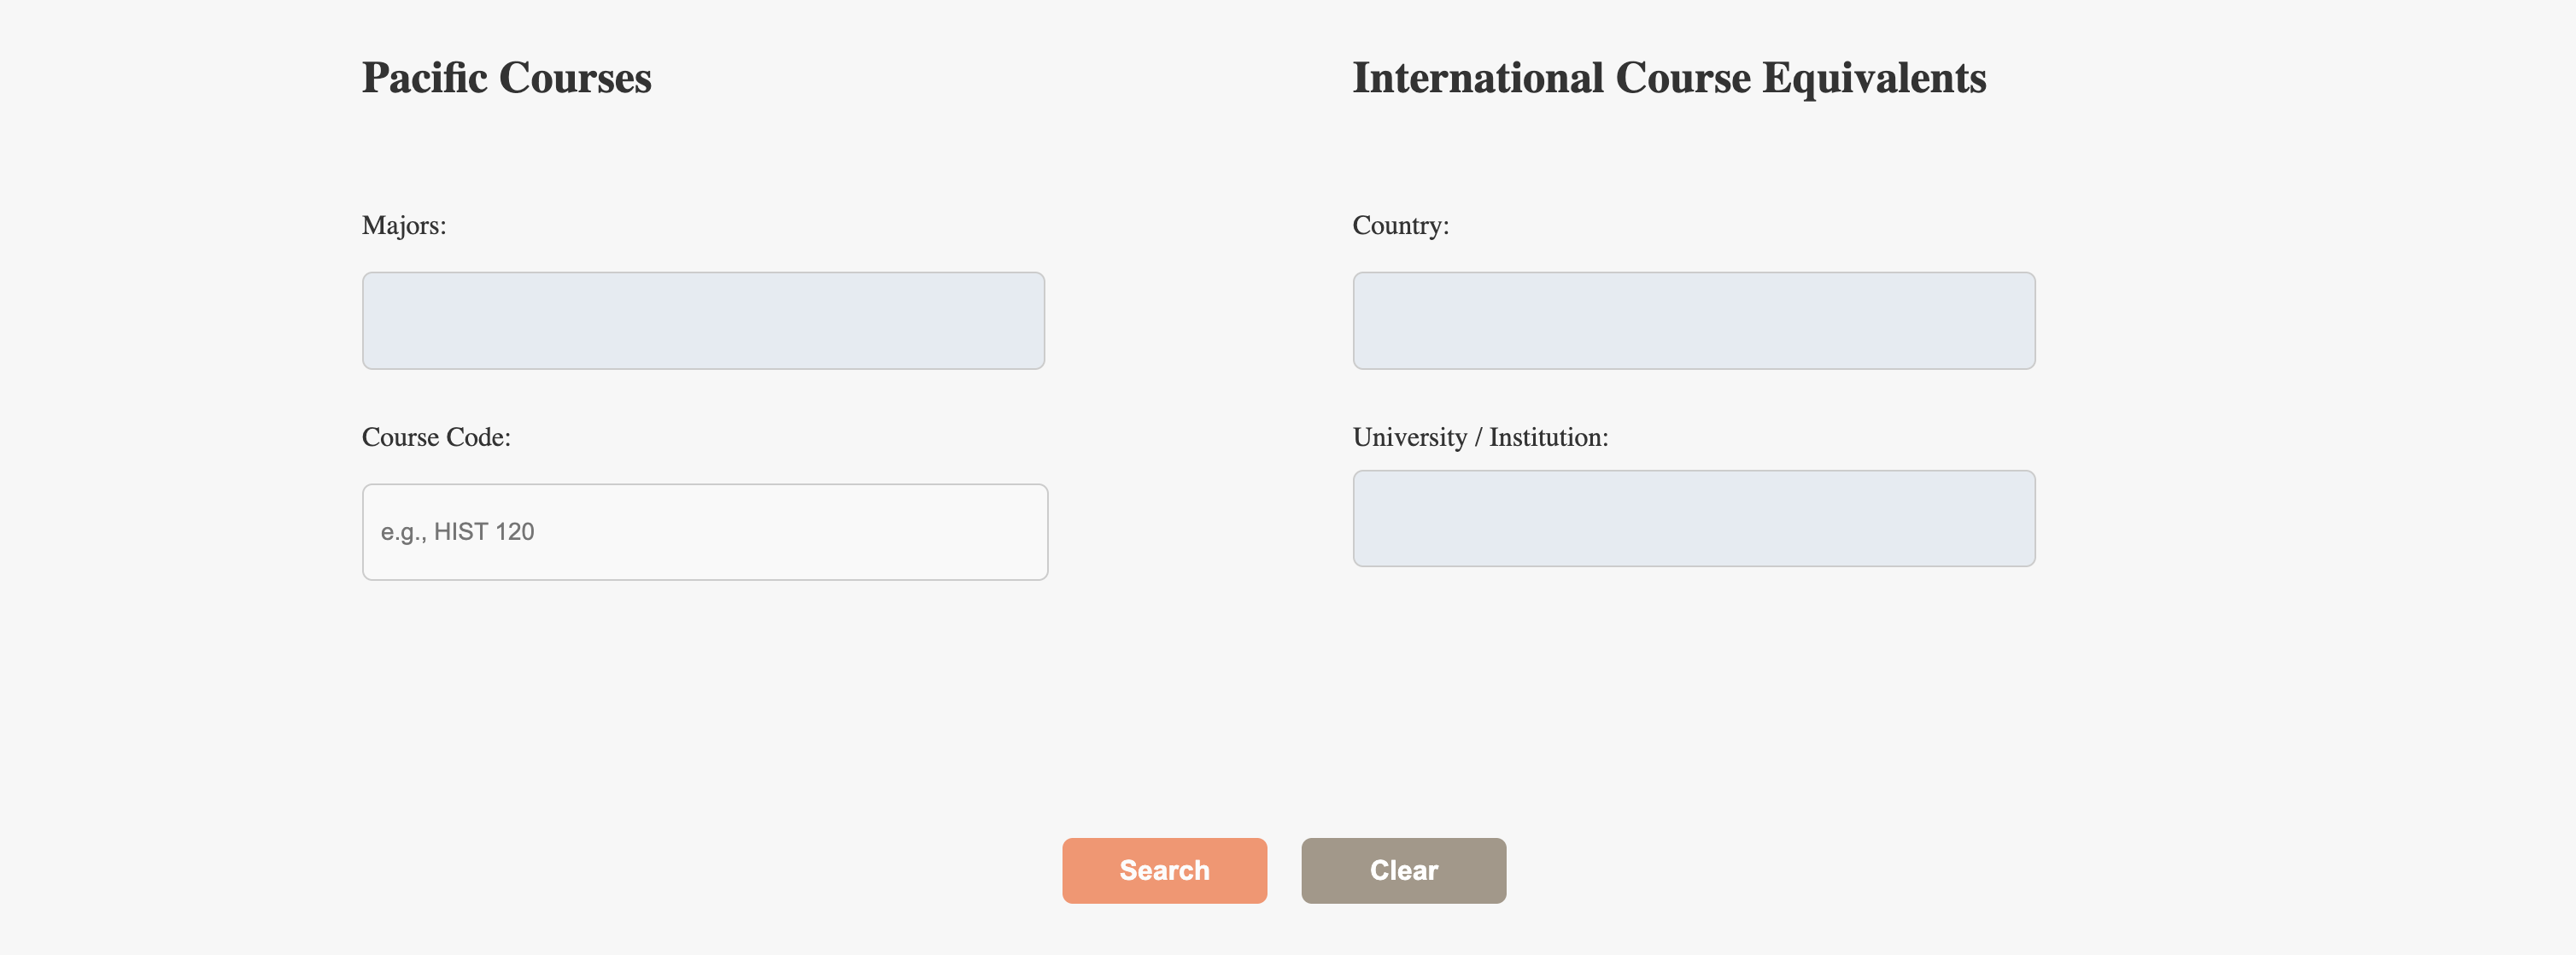 Pacific Courses
Majors:
Course Code:
e.g., HIST 120
International Course Equivalents
Country:
University / Institution:
Search
Clear